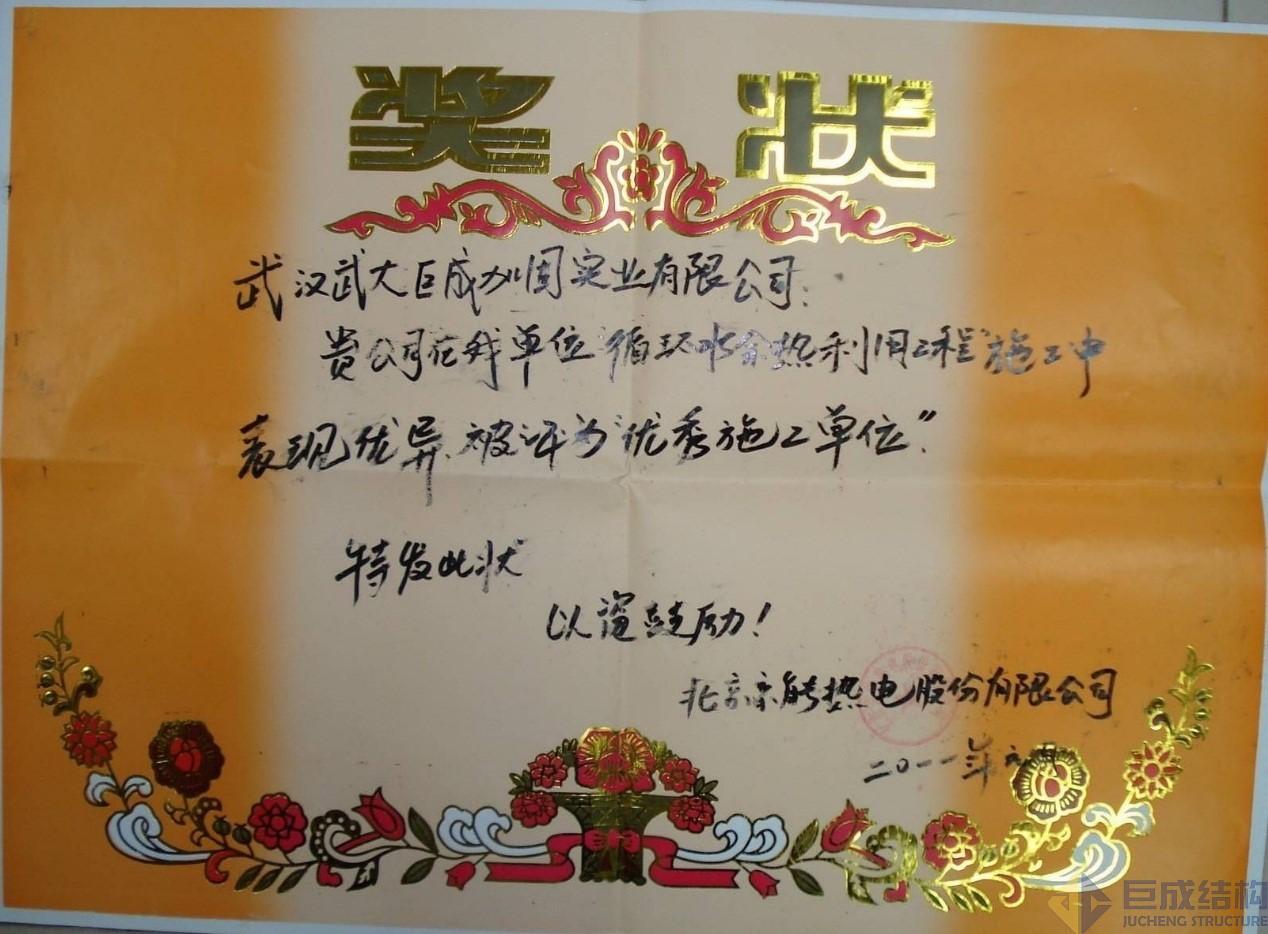 奖状
武汉武大巨成加固实业有限公司:
贵公司在我单位“循环水余热利用工程”施工中
表现优异、被评为“优秀施工单位”.
特发此状
以资鼓励!
北京京能热电股份有限公司
二〇一一年
巨成结构
JUCHENG STRUCTURE